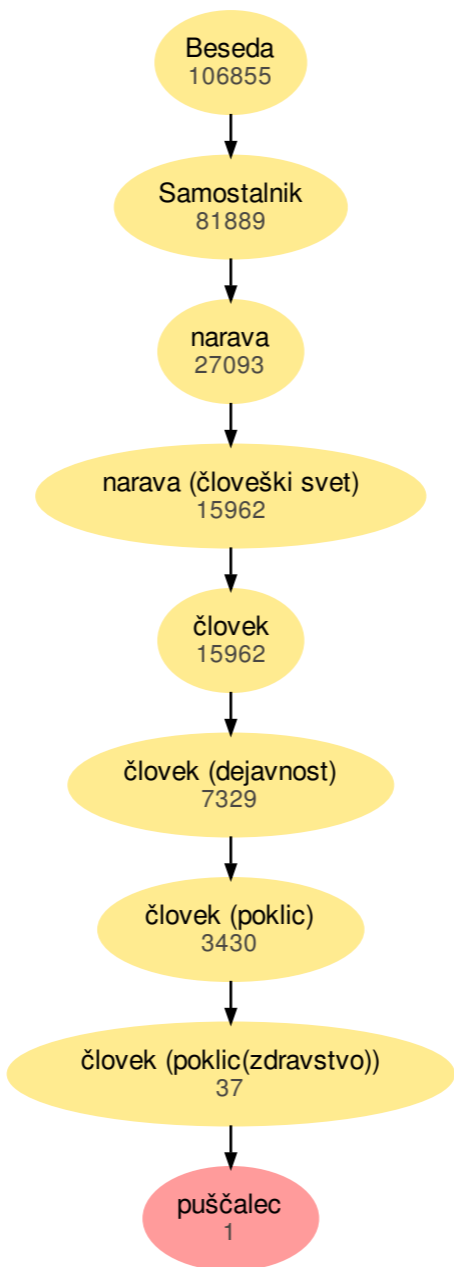 Beseda
106855
Samostalnik
81889
narava
27093
narava (človeški svet)
15962
človek
15962
človek (dejavnost)
7329
človek (poklic)
3430
človek (poklic(zdravstvo))
37
puščalec
1